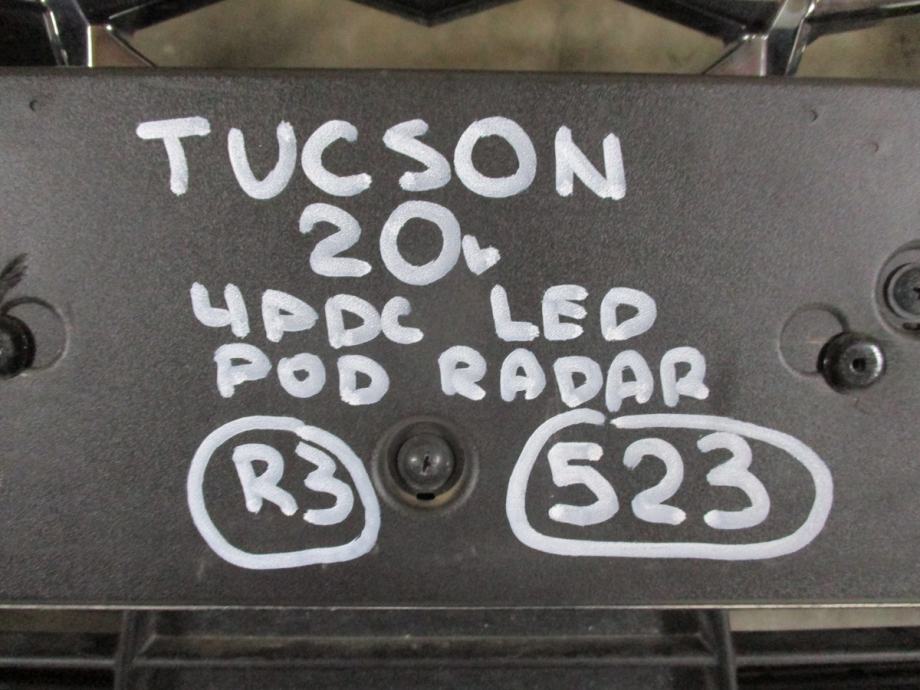 TUCSON
20r
4PDC LED
POD RADAR
R3 523